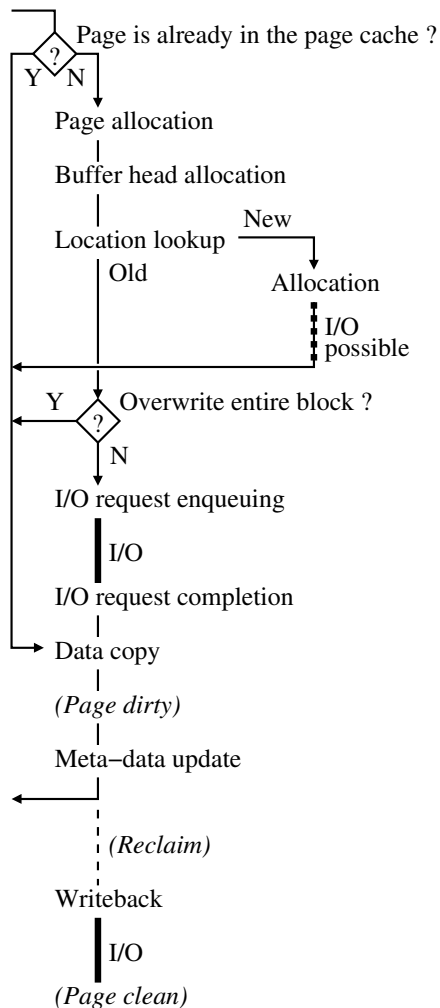 Page is already in the page cache ?
?
Y N
Page allocation
Buffer head allocation
New
Location lookup
Old
Allocation
I/O
possible
Y
Overwrite entire block ?
?
N
I/O request enqueuing
I/O
I/O request completion
Data copy
(Page dirty)
Meta−data update
(Reclaim)
Writeback
I/O
(Page clean)